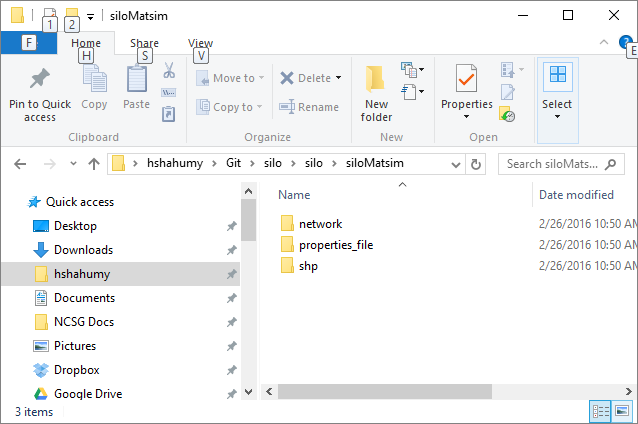 1 2 siloMatsim
F Home Share View ?
H S V E
Pin to Quick access
Copy
Paste
Clipboard
Move to
Copy to
Delete
Rename
Organize
New folder
New
Properties
Open
Select
hshahumy Git silo silo siloMatsim
Search siloMats...
Quick access
Desktop
Downloads
hshahumy
Documents
NCSG Docs
Pictures
Dropbox
Google Drive
Name Date modified
network 2/26/2016 10:50 AM
properties_file 2/26/2016 10:50 AM
shp 2/26/2016 10:50 AM
3 items